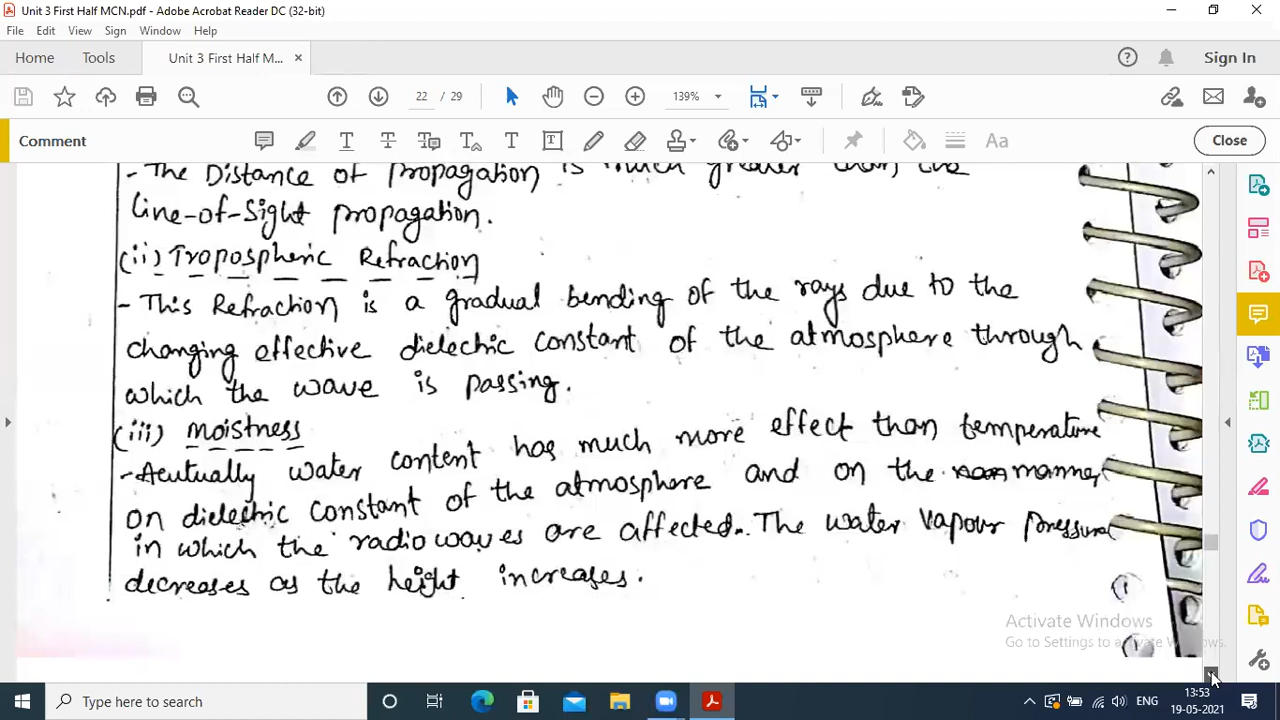 Unit 3 First Half MCN.pdf - Adobe Acrobat Reader DC (32-bit)
File Edit View Sign Window Help
Home Tools Unit 3 First Half M... × Sign In
22 / 29 139%
Comment Close
- The Distance of propagation is much greater than the
Line-of-Sight propagation.
(ii) Tropospheric Refraction
- This Refraction is a gradual bending of the rays due to the
changing effective dielectric constant of the atmosphere through
which the wave is passing.
(iii) Moistness
- Acutually water content has much more effect than temperature
on dielectric constant of the atmosphere and on the manner
in which the radio waves are affected. The water vapour pressure
decreases as the height increases.
Activate Windows
Go to Settings to activate Windows.
Type here to search
ENG
13:53
19-05-2021